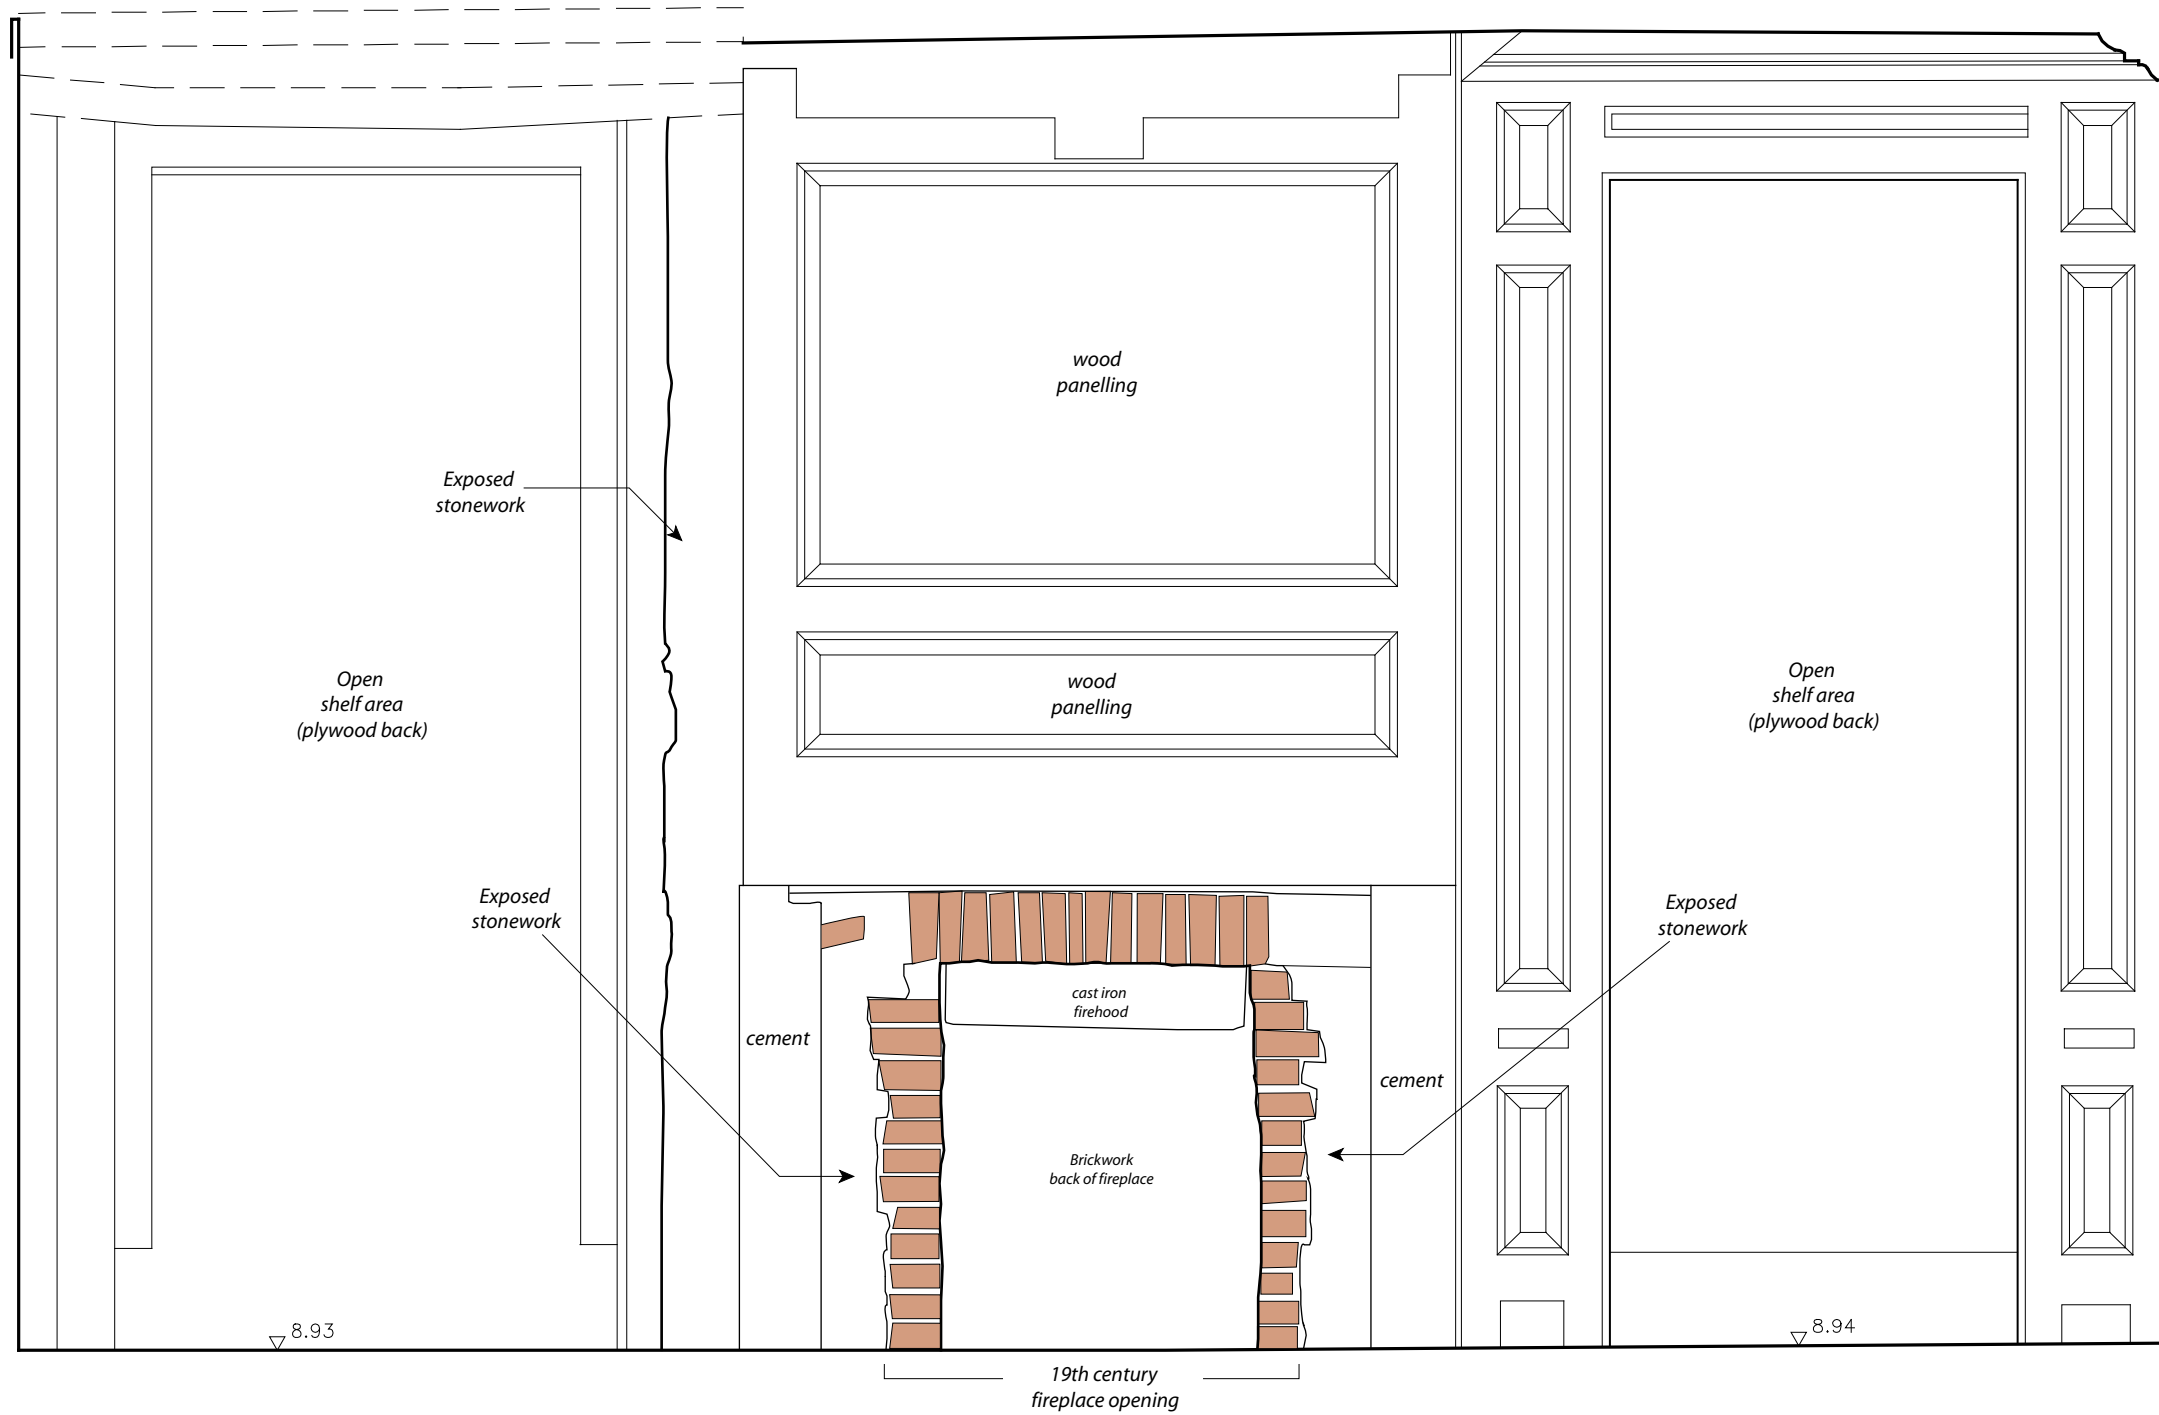 wood
panelling
Exposed
stonework
wood
panelling
Open
shelf area
(plywood back)
Open
shelf area
(plywood back)
Exposed
stonework
Exposed
stonework
cast iron
firehood
cement
cement
Brickwork
back of fireplace
8.93
8.94
19th century
fireplace opening